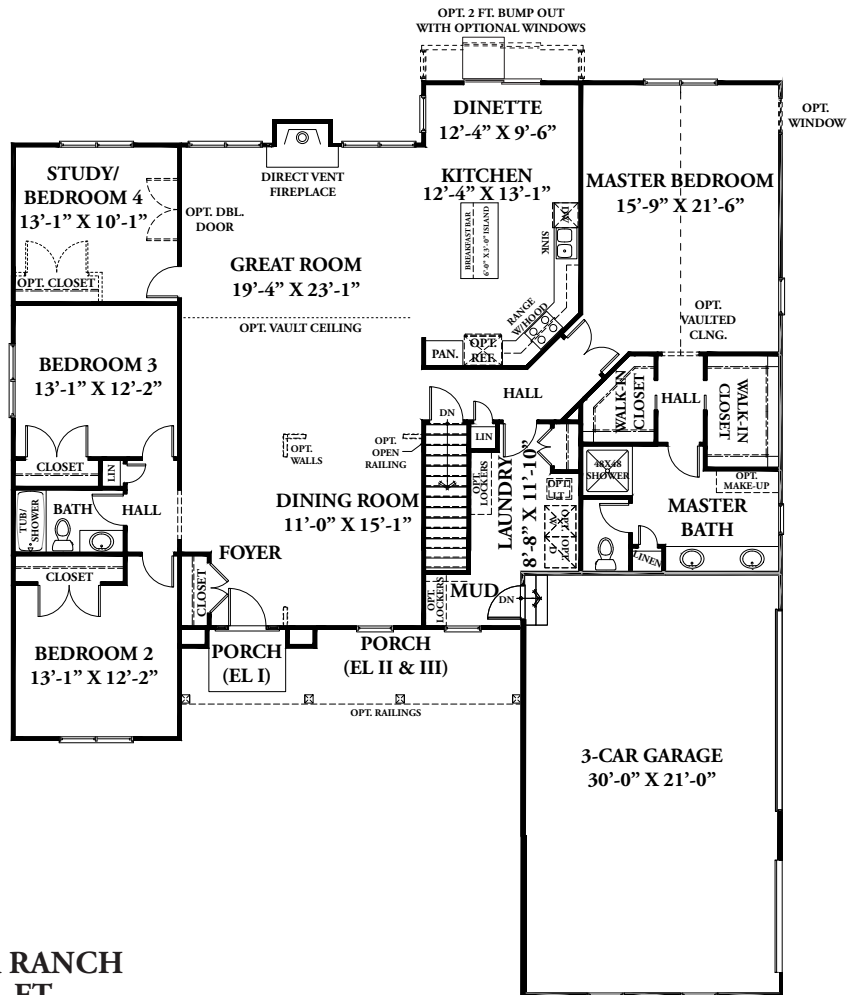 OPT. 2 FT. BUMP OUT
WITH OPTIONAL WINDOWS
DINETTE
12’-4” X 9’-6”
OPT.
WINDOW
STUDY/
BEDROOM 4
13’-1” X 10’-1”
OPT. DBL.
DOOR
OPT. CLOSET
DIRECT VENT
FIREPLACE
KITCHEN
12’-4” X 13’-1”
BREAKFAST BAR
6’-0” X 3’-0” ISLAND
DW
SINK
RANGE
W/HOOD
OPT.
REF.
PAN.
MASTER BEDROOM
15’-9” X 21’-6”
OPT.
VAULTED
CLNG.
GREAT ROOM
19’-4” X 23’-1”
OPT. VAULT CEILING
BEDROOM 3
13’-1” X 12’-2”
CLOSET
LIN
HALL
DN
LIN
WALK-IN
CLOSET
HALL
WALK-IN
CLOSET
OPT.
WALLS
OPT.
OPEN
RAILING
OPT.
LOCKERS
LAUNDRY
8’-8” X 11’-10”
OPT.
LT
OPT.
W
OPT.
D
48X48
SHOWER
OPT.
MAKE-UP
MASTER
BATH
LINEN
TUB/
SHOWER
BATH
HALL
DINING ROOM
11’-0” X 15’-1”
FOYER
CLOSET
CLOSET
OPT.
LOCKERS
MUD
DN
BEDROOM 2
13’-1” X 12’-2”
PORCH
(EL I)
PORCH
(EL II & III)
OPT. RAILINGS
3-CAR GARAGE
30’-0” X 21’-0”
RANCH
FT